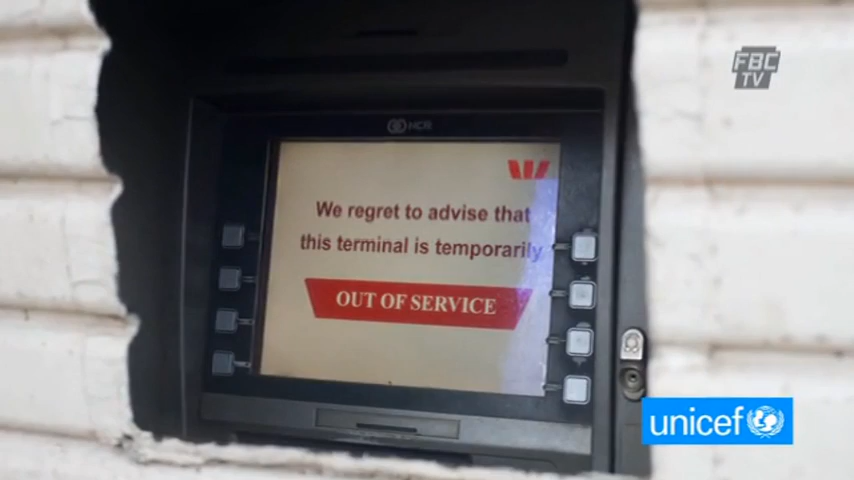 FBC
TV
NCR
We regret to advise that
this terminal is temporarily
OUT OF SERVICE
unicef